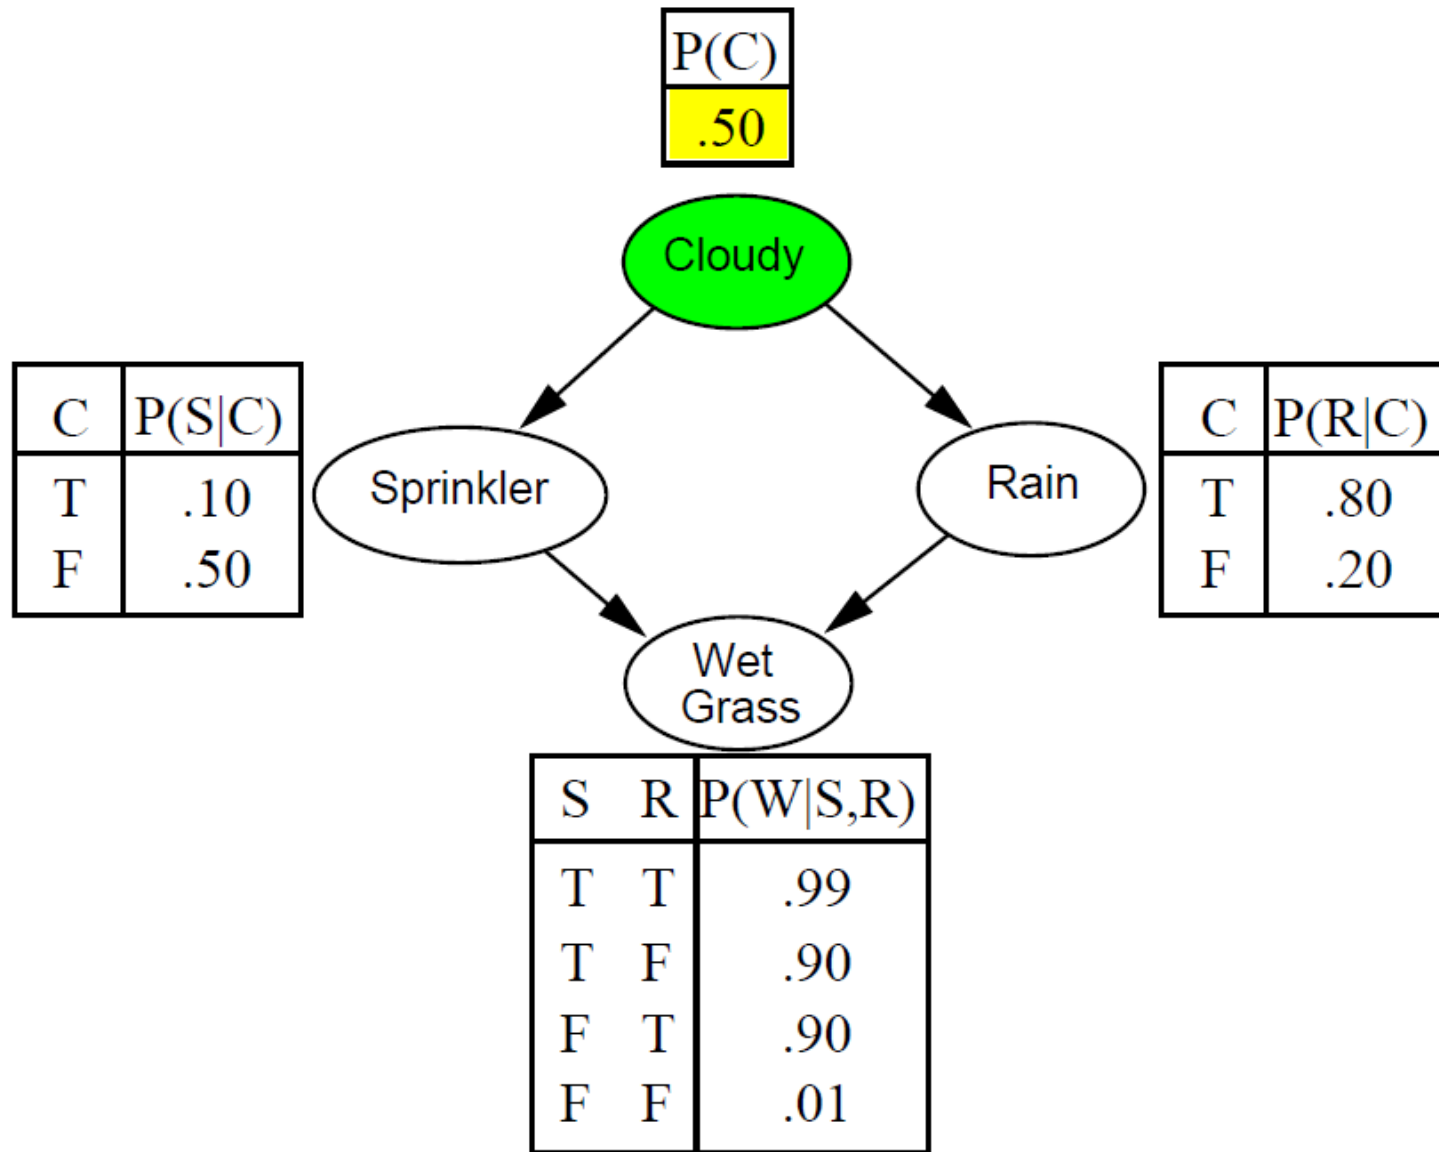 P(C)
.50
Cloudy
C P(S|C)
T .10
F .50
Sprinkler
Rain
C P(R|C)
T .80
F .20
Wet
Grass
S R P(W|S,R)
T T .99
T F .90
F T .90
F F .01